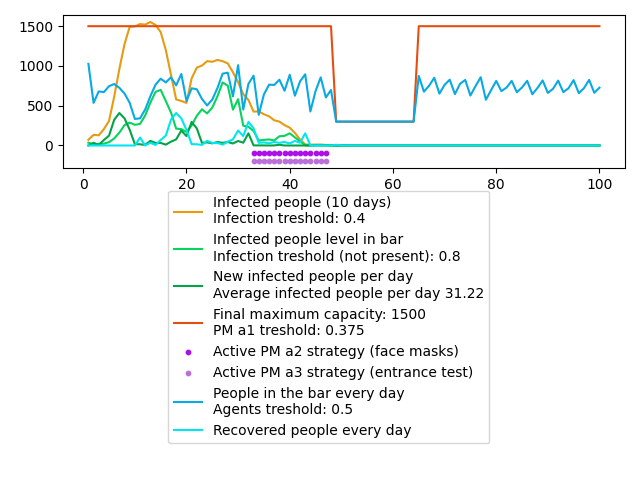 1500
1000
500
0
0
20
40
60
80
100
Infected people (10 days)
Infection treshold: 0.4
Infected people level in bar
Infection treshold (not present): 0.8
New infected people per day
Average infected people per day 31.22
Final maximum capacity: 1500
PM a1 treshold: 0.375
Active PM a2 strategy (face masks)
Active PM a3 strategy (entrance test)
People in the bar every day
Agents treshold: 0.5
Recovered people every day